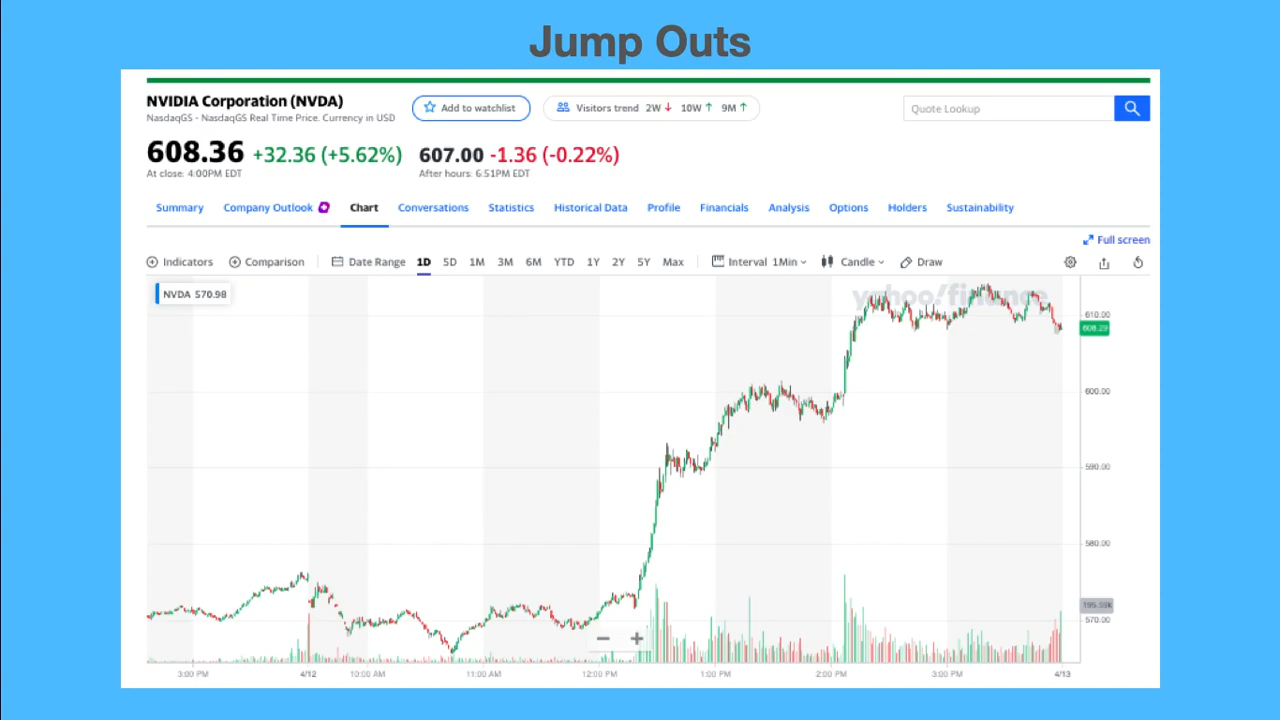 Jump Outs
NVIDIA Corporation (NVDA)
Add to watchlist
Visitors trend 2W ↓ 10W ↑ 9M ↑
Quote Lookup
NasdaqGS - NasdaqGS Real Time Price. Currency in USD
608.36 +32.36 (+5.62%) 607.00 -1.36 (-0.22%)
At close: 4:00PM EDT After hours: 6:51PM EDT
Summary Company Outlook Chart Conversations Statistics Historical Data Profile Financials Analysis Options Holders Sustainability
Full screen
Indicators Comparison Date Range 1D 5D 1M 3M 6M YTD 1Y 2Y 5Y Max Interval 1Min Candle Draw
NVDA 570.98
yahoo!finance
610.00
608.29
600.00
590.00
580.00
195.59k
570.00
3:00 PM 4/12 10:00 AM 11:00 AM 12:00 PM 1:00 PM 2:00 PM 3:00 PM 4/13